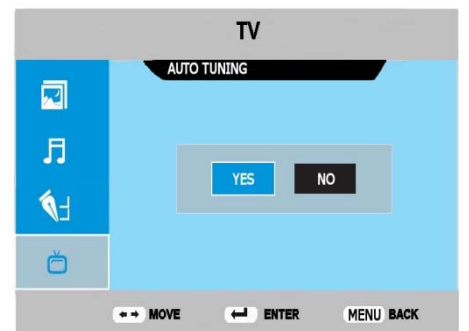 TV
AUTO TUNING
YES NO
MOVE ENTER MENU BACK